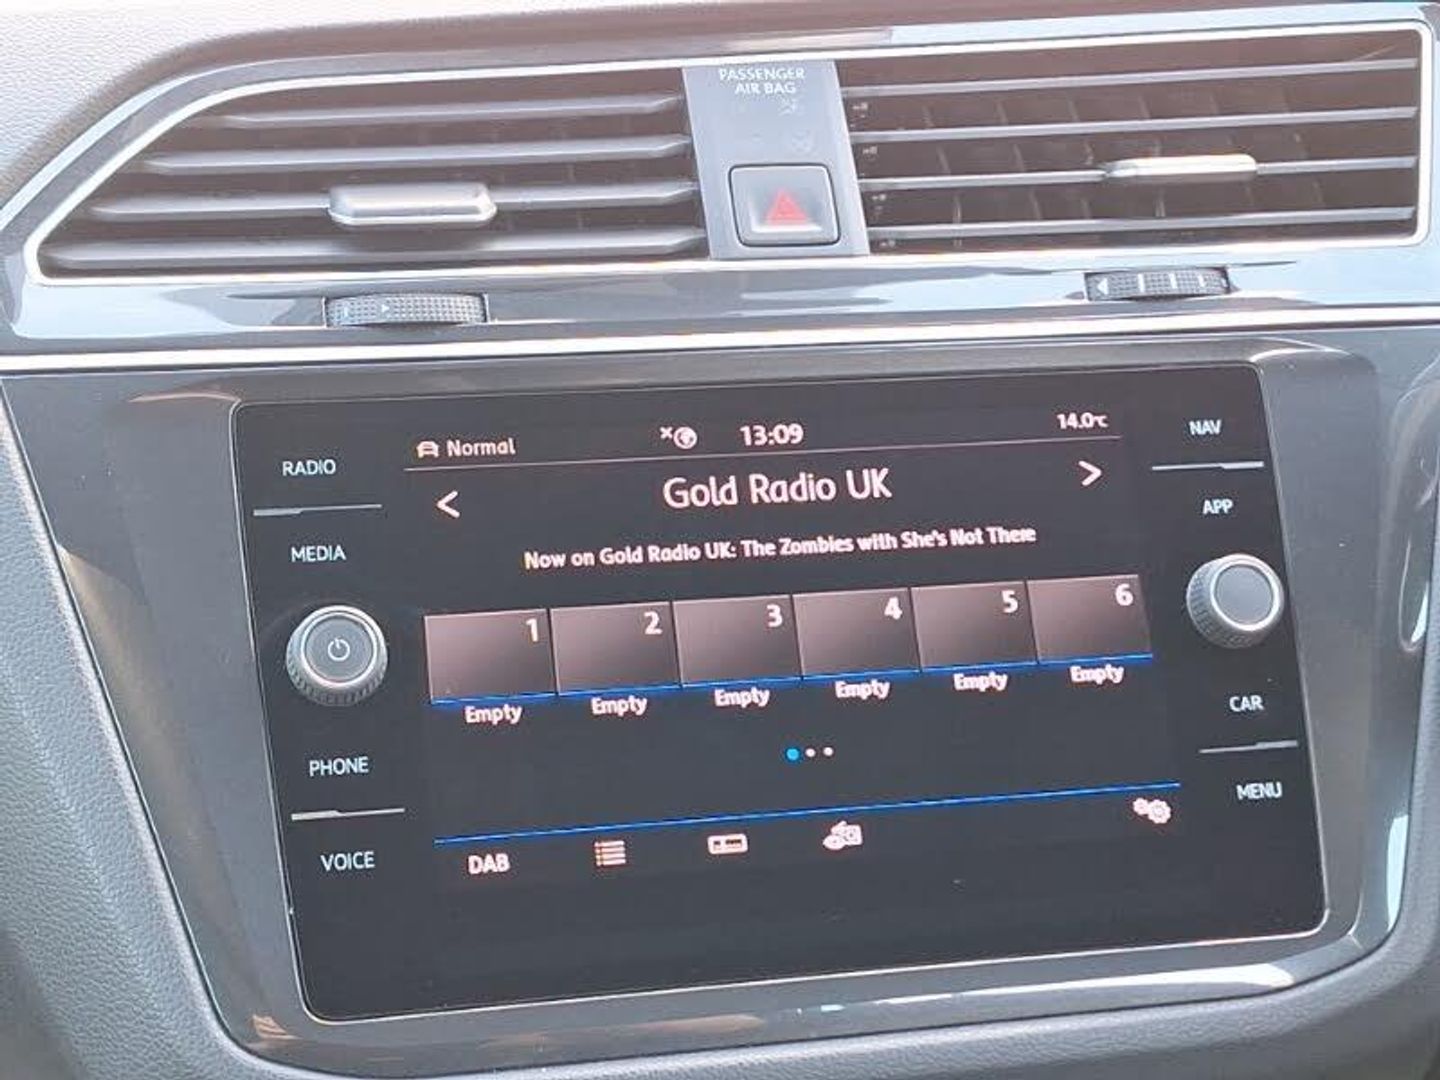 PASSENGER
AIR BAG
RADIO
MEDIA
PHONE
VOICE
Normal
13:09
14.0°C
< Gold Radio UK >
Now on Gold Radio UK: The Zombies with She's Not There
1 2 3 4 5 6
Empty Empty Empty Empty Empty Empty
DAB
NAV
APP
CAR
MENU